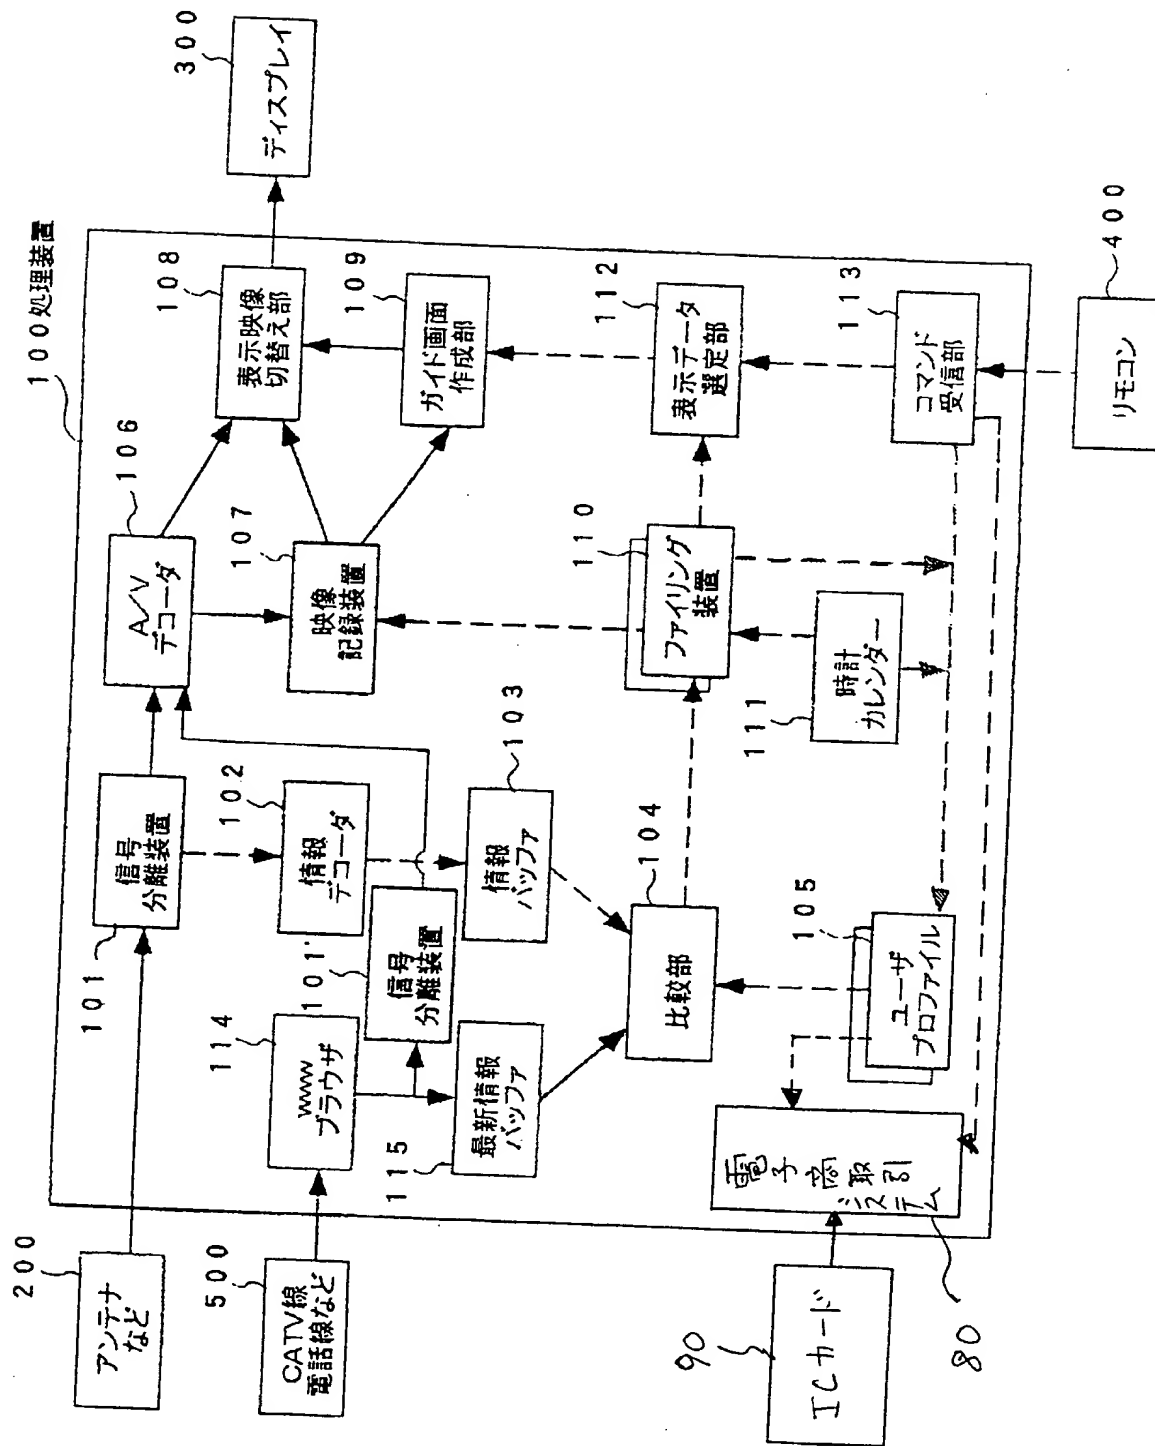 100処理装置
200
アンテナ
など
101
信号
分離装置
106
A/V
デコーダ
108
表示映像
切替え部
300
ディスプレイ
500
CATV線
電話線など
114
www
ブラウザ
102
情報
デコーダ
107
映像
記録装置
109
ガイド画面
作成部
101'
信号
分離装置
115
最新情報
バッファ
103
情報
バッファ
104
比較部
110
ファイリング
装置
112
表示データ
選定部
111
時計
カレンダー
105
ユーザ
プロファイル
113
コマンド
受信部
400
リモコン
90
ICカード
電子商取引
システム
80